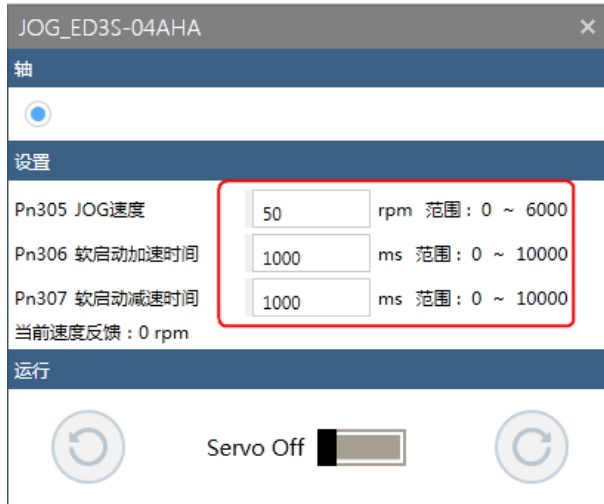 JOG_ED3S-04AHA ×
轴
设置
Pn305 JOG速度 50 rpm 范围：0 ~ 6000
Pn306 软启动加速时间 1000 ms 范围：0 ~ 10000
Pn307 软启动减速时间 1000 ms 范围：0 ~ 10000
当前速度反馈：0 rpm
运行
Servo Off